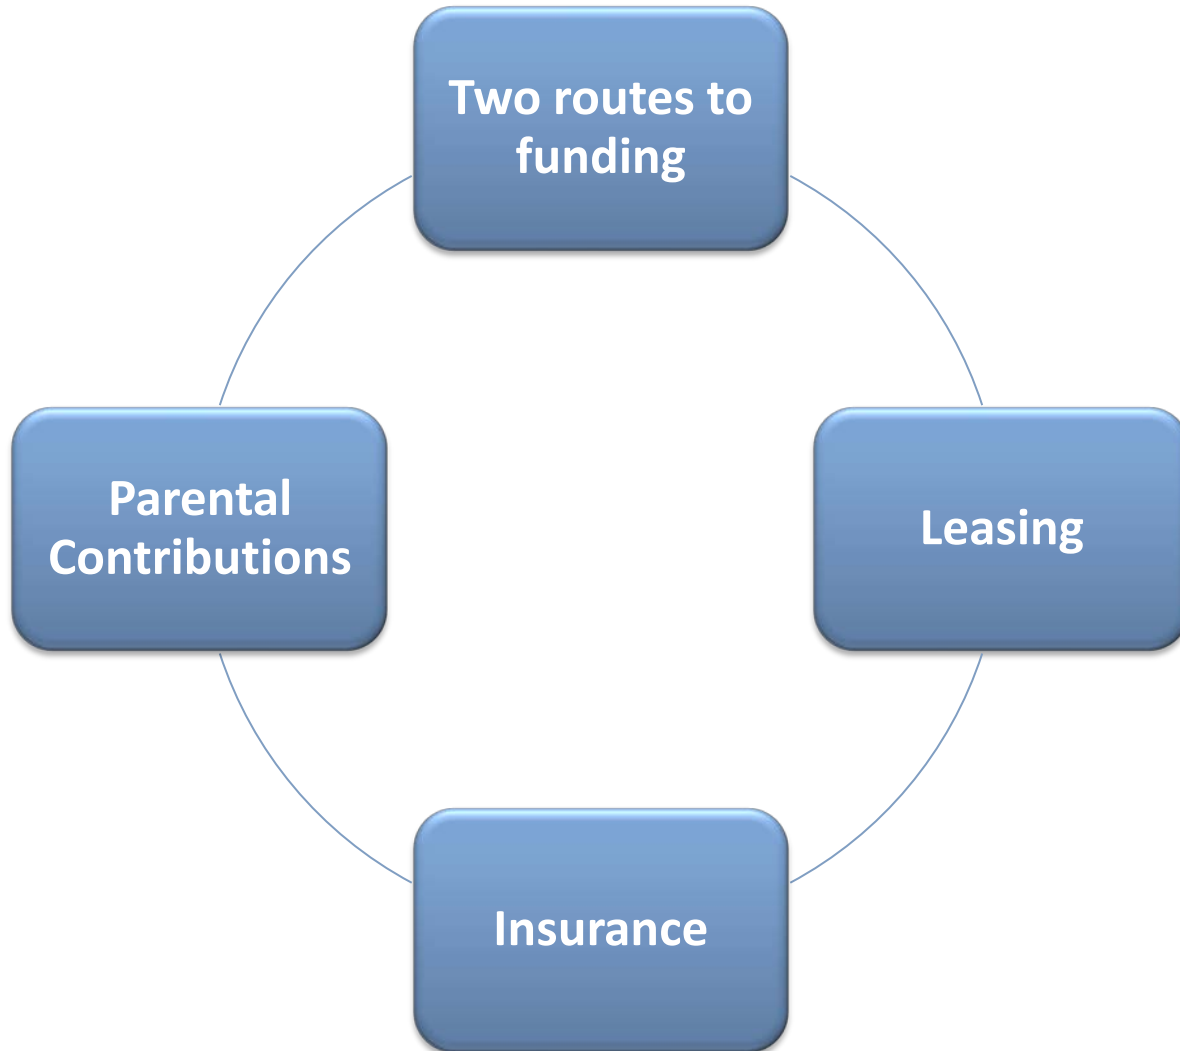 Two routes to
funding
Leasing
Insurance
Parental
Contributions